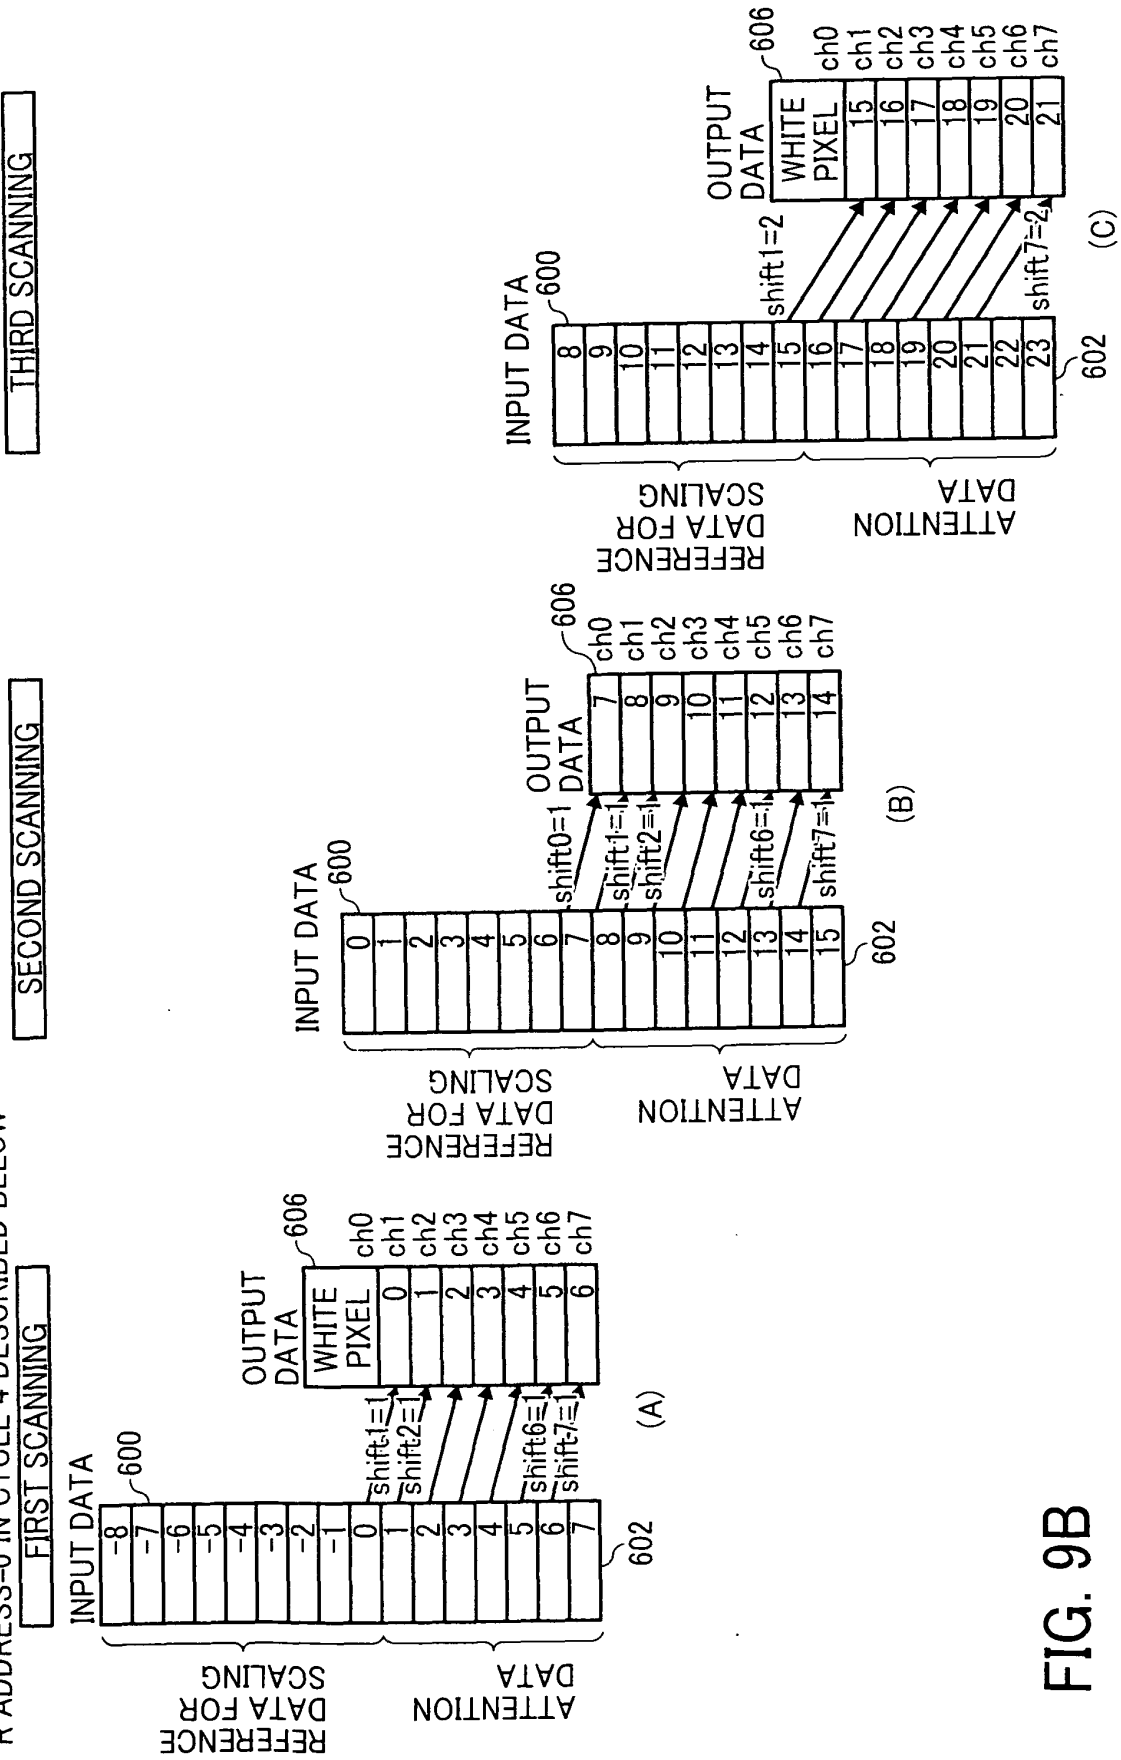 R ADDRESS=0 IN CYCLE 4 DESCRIBED BELOW
FIRST SCANNING
INPUT DATA
600
-8
-7
-6
-5
-4
-3
-2
-1
0
1
2
3
4
5
6
7
602
REFERENCE
DATA FOR
SCALING
ATTENTION
DATA
shift1=1
shift2=1
shift6=1
shift7=1
OUTPUT
DATA
606
WHITE
PIXEL
0
1
2
3
4
5
6
ch0
ch1
ch2
ch3
ch4
ch5
ch6
ch7
(A)
SECOND SCANNING
INPUT DATA
600
0
1
2
3
4
5
6
7
8
9
10
11
12
13
14
15
602
REFERENCE
DATA FOR
SCALING
ATTENTION
DATA
shift0=1
shift1=1
shift2=1
shift6=1
shift7=1
OUTPUT
DATA
606
7
8
9
10
11
12
13
14
ch0
ch1
ch2
ch3
ch4
ch5
ch6
ch7
(B)
THIRD SCANNING
INPUT DATA
600
8
9
10
11
12
13
14
15
16
17
18
19
20
21
22
23
602
REFERENCE
DATA FOR
SCALING
ATTENTION
DATA
shift1=2
shift7=2
OUTPUT
DATA
606
WHITE
PIXEL
15
16
17
18
19
20
21
ch0
ch1
ch2
ch3
ch4
ch5
ch6
ch7
(C)
FIG. 9B